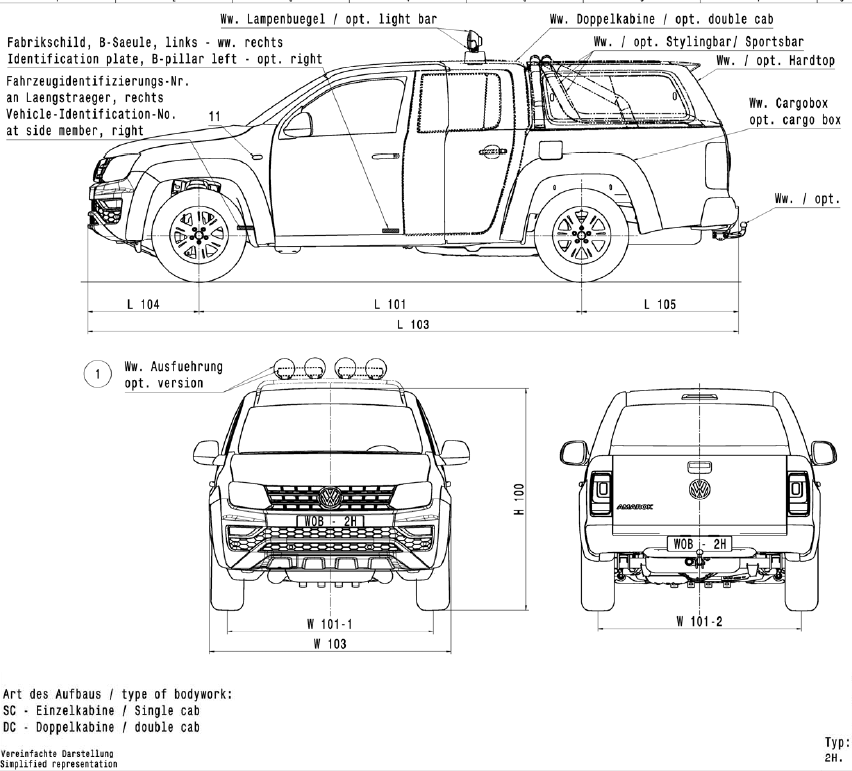 Ww. Lampenbuegel / opt. light bar
Ww. Doppelkabine / opt. double cab
Fabrikschild, B-Saeule, links - ww. rechts
Identification plate, B-pillar left - opt. right
Ww. / opt. Stylingbar/ Sportsbar
Ww. / opt. Hardtop
Fahrzeugidentifizierungs-Nr.
an Laengstraeger, rechts
Vehicle-Identification-No.
at side member, right
11
Ww. Cargobox
opt. cargo box
Ww. / opt.
L 104
L 101
L 105
L 103
1
Ww. Ausfuehrung
opt. version
H 100
WOB - 2H
AMAROK
WOB - 2H
W 101-1
W 103
W 101-2
Art des Aufbaus / type of bodywork:
SC - Einzelkabine / Single cab
DC - Doppelkabine / double cab
Vereinfachte Darstellung
Simplified representation
Typ:
2H.